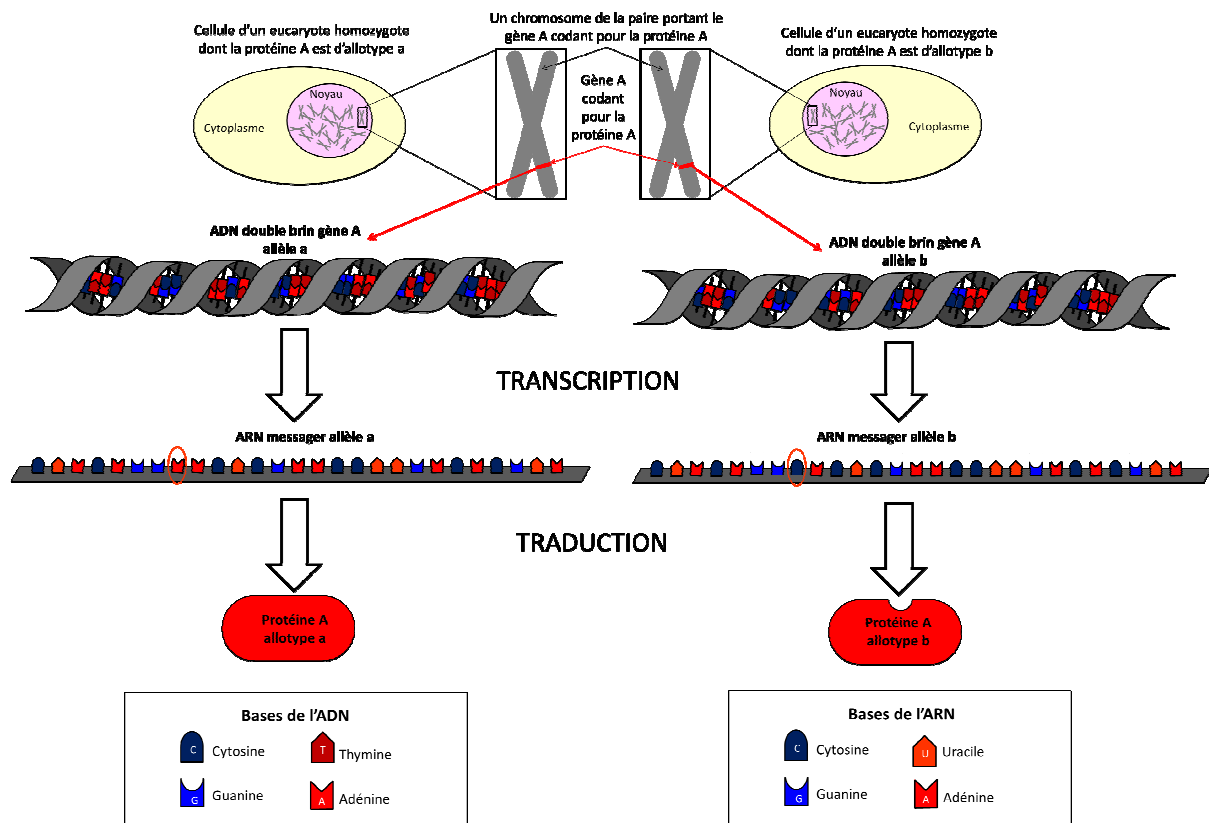 Cellule d'un eucaryote homozygote
dont la protéine A est d'allotype a
Un chromosome de la paire portant le
gène A codant pour la protéine A
Cellule d'un eucaryote homozygote
dont la protéine A est d'allotype b
Noyau
Cytoplasme
Gène A
codant
pour la
protéine A
Noyau
Cytoplasme
ADN double brin gène A
allèle a
ADN double brin gène A
allèle b
TRANSCRIPTION
ARN messager allèle a
ARN messager allèle b
TRADUCTION
Protéine A
allotype a
Protéine A
allotype b
Bases de l'ADN
C Cytosine
T Thymine
G Guanine
A Adénine
Bases de l'ARN
C Cytosine
U Uracile
G Guanine
A Adénine